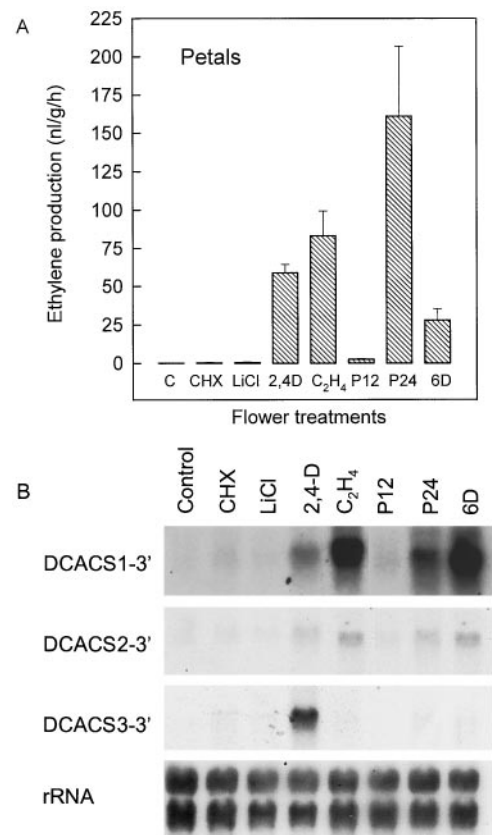 A
Petals
Ethylene production (nl/g/h)
225
200
175
150
125
100
75
50
25
0
C CHX LiCl 2,4D C₂H₄ P12 P24 6D
Flower treatments
B
Control CHX LiCl 2,4-D C₂H₄ P12 P24 6D
DCACS1-3'
DCACS2-3'
DCACS3-3'
rRNA